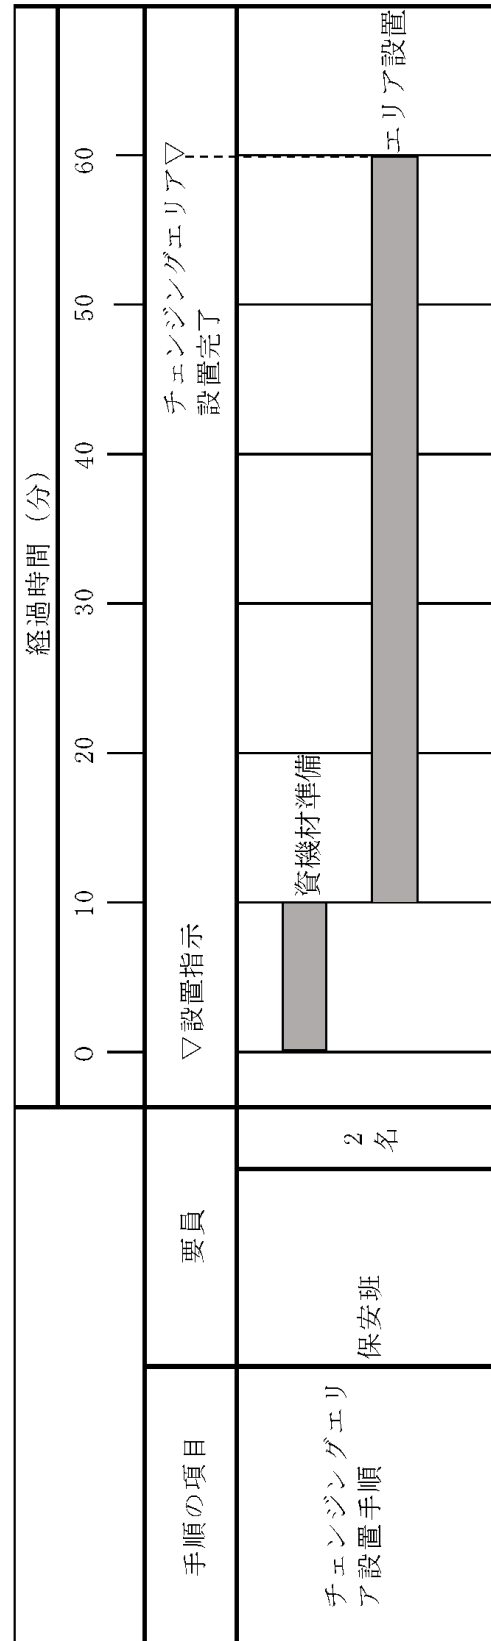 経過時間（分）
0
10
20
30
40
50
60
手順の項目
要員
▽設置指示
チェンジングエリア▽
設置完了
チェンジングエリ
ア設置手順
保安班
2
名
資機材準備
エリア設置